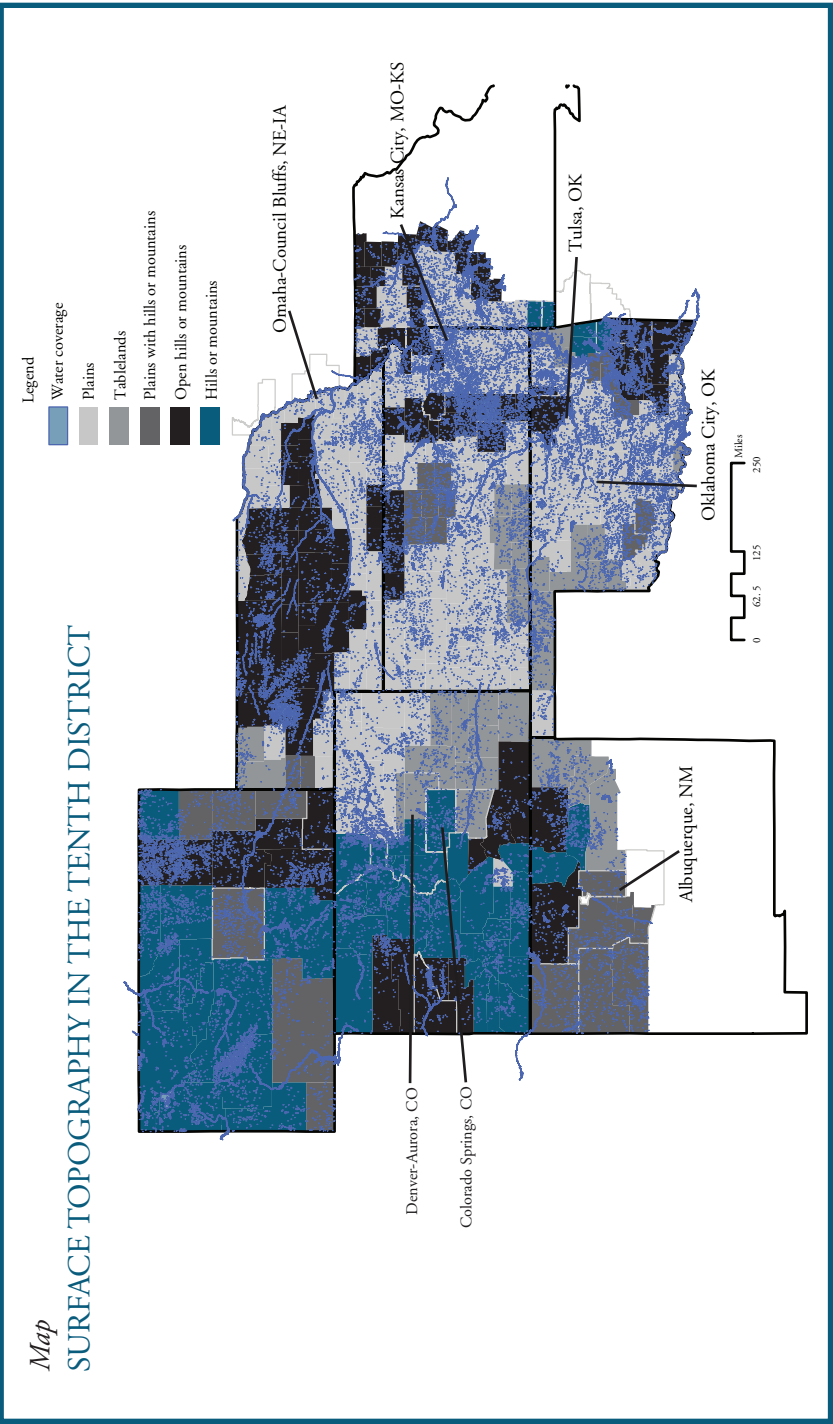 Map
SURFACE TOPOGRAPHY IN THE TENTH DISTRICT
Legend
Water coverage
Plains
Tablelands
Plains with hills or mountains
Open hills or mountains
Hills or mountains
Omaha-Council Bluffs, NE-IA
Kansas City, MO-KS
Tulsa, OK
Oklahoma City, OK
Denver-Aurora, CO
Colorado Springs, CO
Albuquerque, NM
Miles
0 62.5 125 250